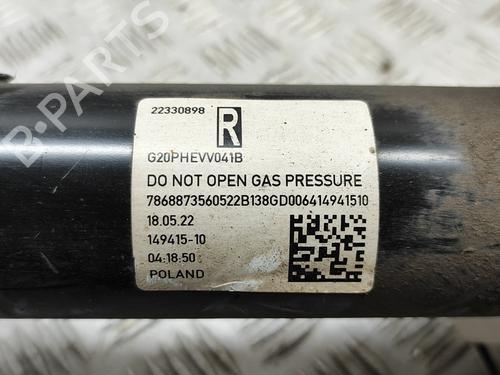 22330898
R
G20PHEVV041B
DO NOT OPEN GAS PRESSURE
7868873560522B138GD006414941510
18.05.22
149415-10
04:18:50
POLAND
B-PARTS